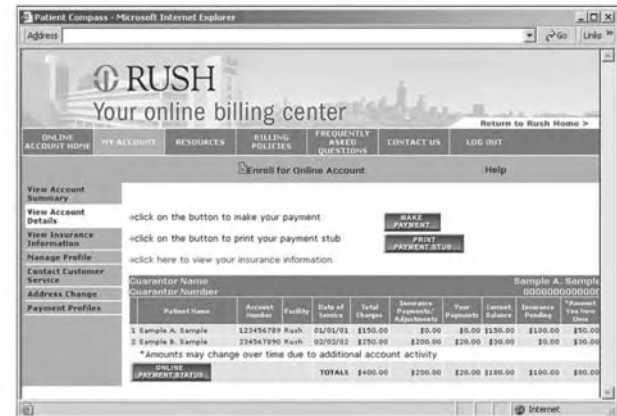 Patient Compass - Microsoft Internet Explorer
Address
Go
Links »
RUSH
Your online billing center
Return to Rush Home >
ONLINE ACCOUNT HOME
MY ACCOUNT
RESOURCES
BILLING POLICIES
FREQUENTLY ASKED QUESTIONS
CONTACT US
LOG OUT
Enroll for Online Account
Help
View Account Summary
View Account Details
View Insurance Information
Manage Profile
Contact Customer Service
Address Change
Payment Profiles
click on the button to make your payment
MAKE PAYMENT
click on the button to print your payment stub
PRINT PAYMENT STUB
click here to view your insurance information
Guarantor Name Sample A. Sample
Guarantor Number
Patient Name Account Number Facility Date of Service Total Charges Insurance Payments/ Adjustments Your Payments Current Balance Insurance Pending *Amount You Now Owe
1 Sample A. Sample 123456789 Rush 01/01/01 $150.00 $0.00 $0.00 $150.00 $100.00 $50.00
2 Sample B. Sample 234567890 Rush 02/02/02 $250.00 $200.00 $20.00 $30.00 $0.00 $30.00
*Amounts may change over time due to additional account activity
ONLINE PAYMENT STATUS
TOTALS $400.00 $200.00 $20.00 $180.00 $100.00 $80.00
Internet